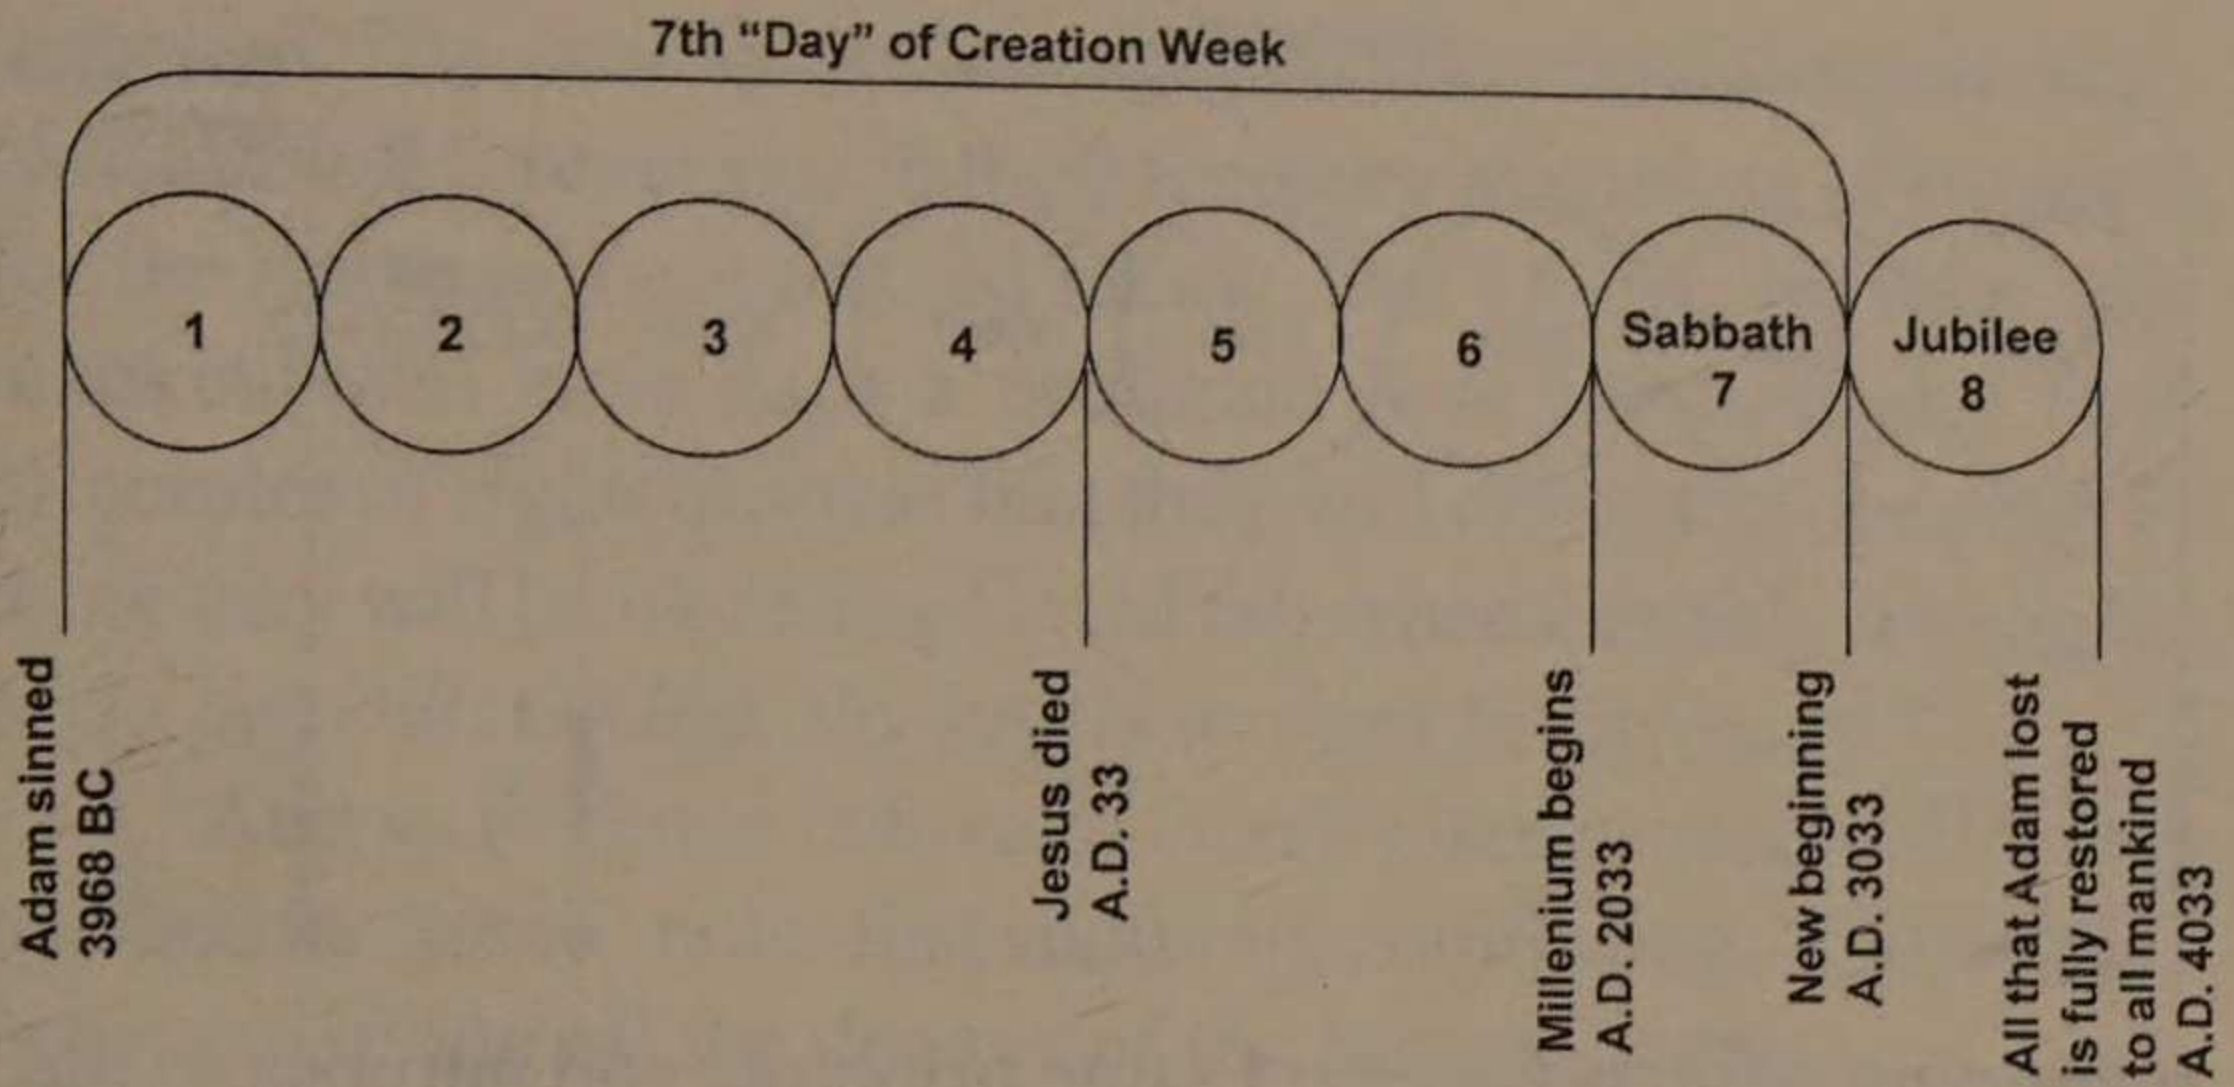 7th “Day” of Creation Week
1
2
3
4
5
6
Sabbath
7
Jubilee
8
Adam sinned
3968 BC
Jesus died
A.D. 33
Millenium begins
A.D. 2033
New beginning
A.D. 3033
All that Adam lost
is fully restored
to all mankind
A.D. 4033